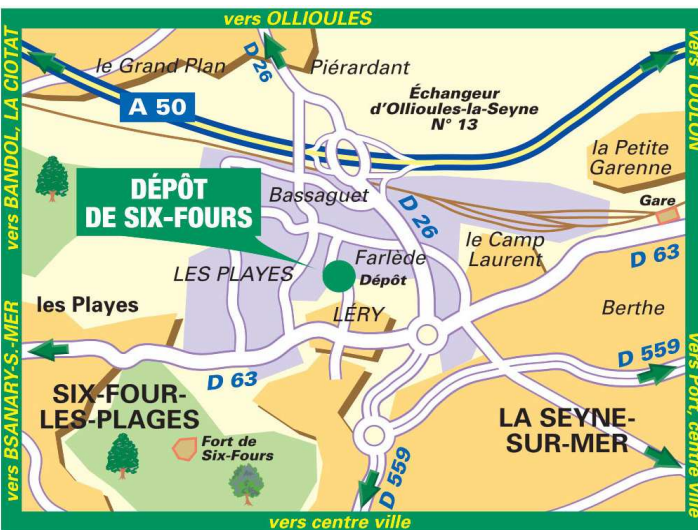 vers OLLIOULES
vers BANDOL, LA CIOTAT
vers TOULON
le Grand Plan
D 26
Piérardant
Échangeur
d'Ollioules-la-Seyne
N° 13
A 50
la Petite
Garenne
Gare
DÉPÔT
DE SIX-FOURS
Bassaguet
D 26
le Camp
Laurent
D 63
LES PLAYES
Farlède
Dépôt
les Playes
LÉRY
Berthe
vers BSANARY-S.-MER
D 63
D 559
vers Port, centre ville
SIX-FOUR-
LES-PLAGES
Fort de
Six-Fours
LA SEYNE-
SUR-MER
D 559
vers centre ville